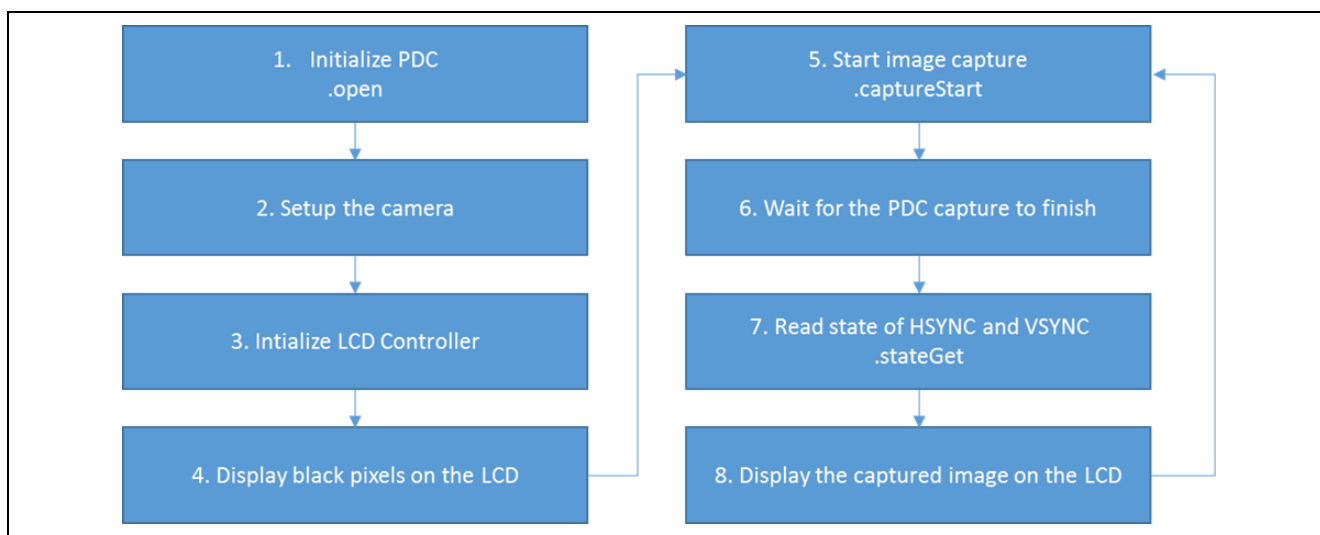 1. Initialize PDC
.open
2. Setup the camera
3. Intialize LCD Controller
4. Display black pixels on the LCD
5. Start image capture
.captureStart
6. Wait for the PDC capture to finish
7. Read state of HSYNC and VSYNC
.stateGet
8. Display the captured image on the LCD